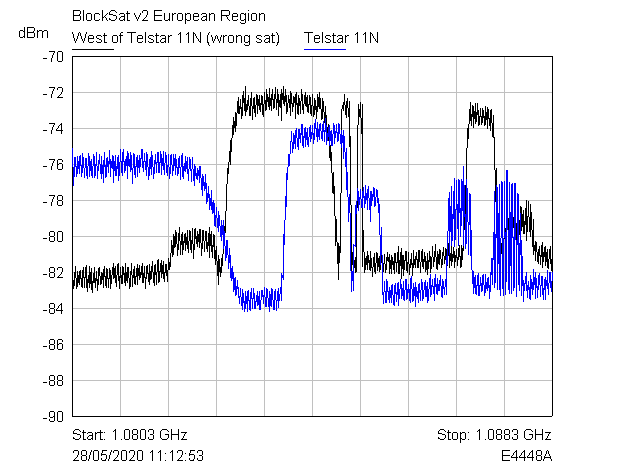 BlockSat v2 European Region
dBm
West of Telstar 11N (wrong sat) Telstar 11N
-70
-72
-74
-76
-78
-80
-82
-84
-86
-88
-90
Start: 1.0803 GHz Stop: 1.0883 GHz
28/05/2020 11:12:53 E4448A